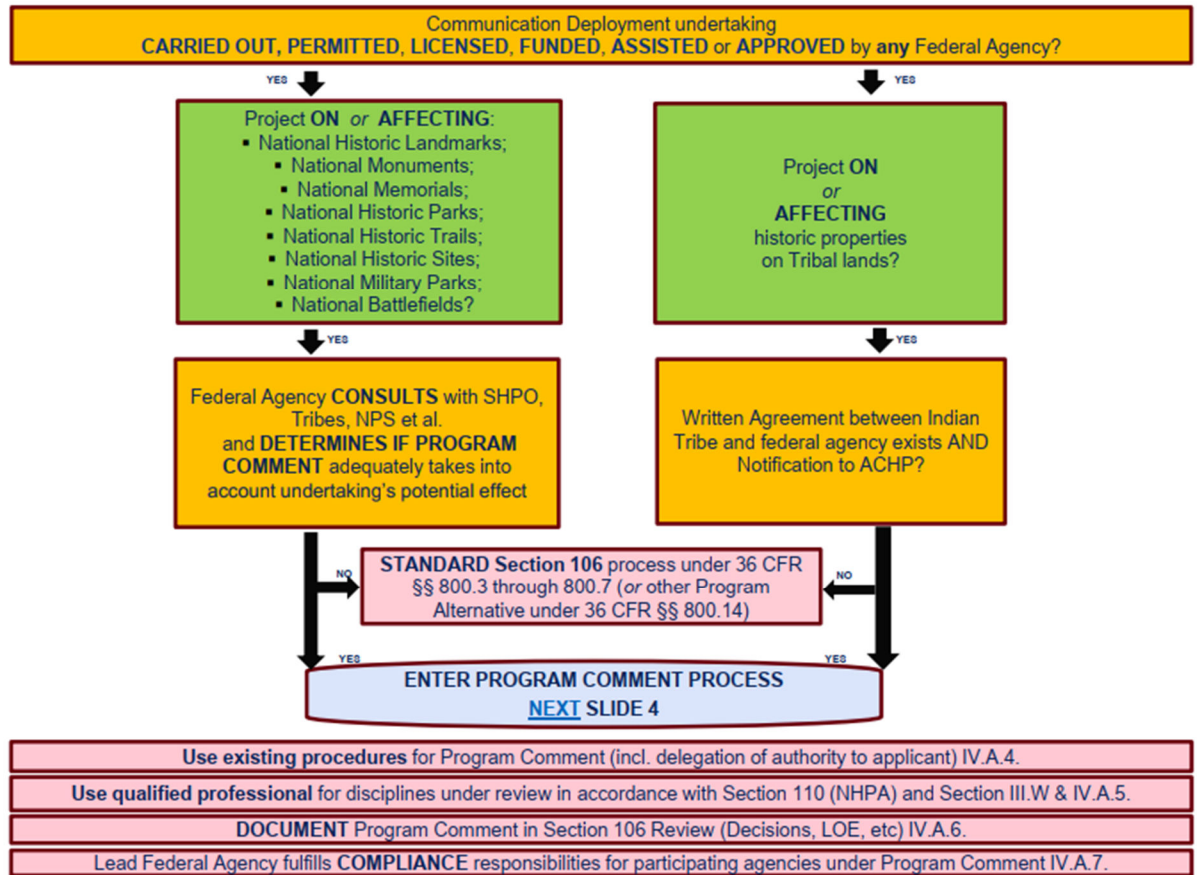 Communication Deployment undertaking
CARRIED OUT, PERMITTED, LICENSED, FUNDED, ASSISTED or APPROVED by any Federal Agency?
YES
YES
Project ON or AFFECTING:
▪ National Historic Landmarks;
▪ National Monuments;
▪ National Memorials;
▪ National Historic Parks;
▪ National Historic Trails;
▪ National Historic Sites;
▪ National Military Parks;
▪ National Battlefields?
Project ON
or
AFFECTING
historic properties
on Tribal lands?
YES
YES
Federal Agency CONSULTS with SHPO,
Tribes, NPS et al.
and DETERMINES IF PROGRAM
COMMENT adequately takes into
account undertaking's potential effect
Written Agreement between Indian
Tribe and federal agency exists AND
Notification to ACHP?
NO
STANDARD Section 106 process under 36 CFR
§§ 800.3 through 800.7 (or other Program
Alternative under 36 CFR §§ 800.14)
NO
YES
YES
ENTER PROGRAM COMMENT PROCESS
NEXT SLIDE 4
Use existing procedures for Program Comment (incl. delegation of authority to applicant) IV.A.4.
Use qualified professional for disciplines under review in accordance with Section 110 (NHPA) and Section III.W & IV.A.5.
DOCUMENT Program Comment in Section 106 Review (Decisions, LOE, etc) IV.A.6.
Lead Federal Agency fulfills COMPLIANCE responsibilities for participating agencies under Program Comment IV.A.7.